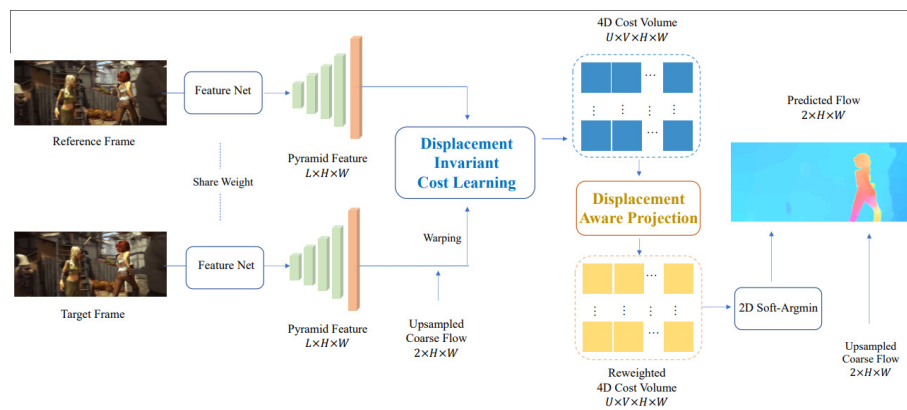 Reference Frame
Feature Net
Pyramid Feature
L×H×W
Share Weight
Target Frame
Feature Net
Pyramid Feature
L×H×W
Displacement
Invariant
Cost Learning
Warping
Upsampled
Coarse Flow
2×H×W
4D Cost Volume
U×V×H×W
...
⋮ ⋮ ⋮
...
Displacement
Aware Projection
...
⋮ ⋮ ⋮
...
Reweighted
4D Cost Volume
U×V×H×W
2D Soft-Argmin
Predicted Flow
2×H×W
Upsampled
Coarse Flow
2×H×W